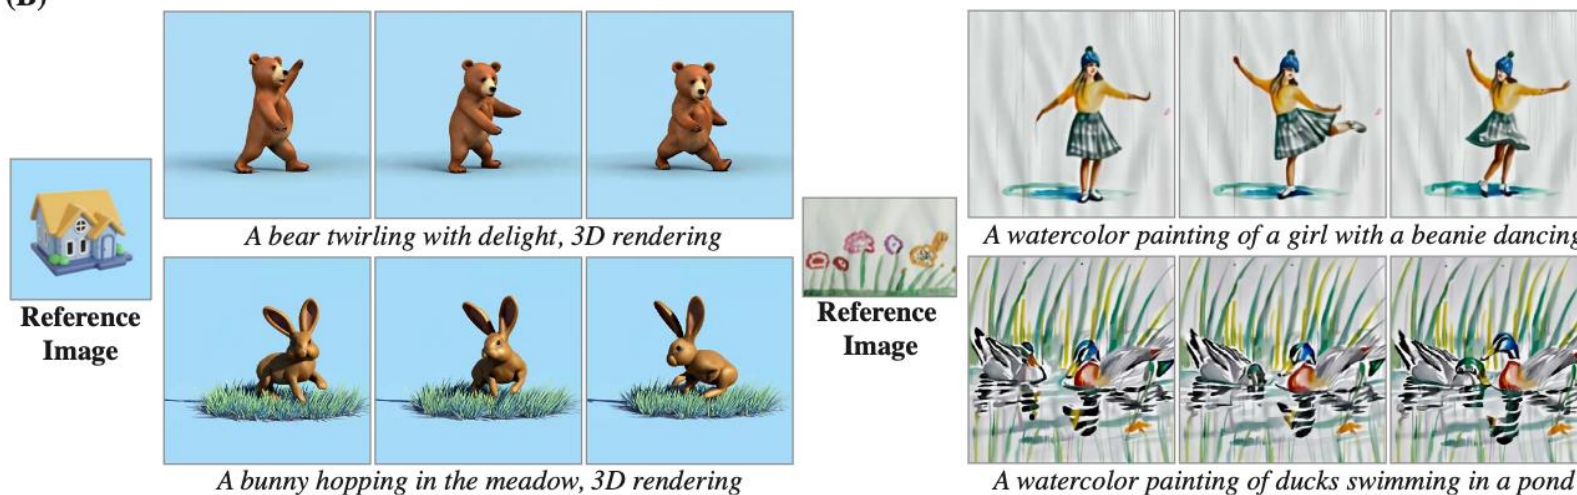 (B)
A bear twirling with delight, 3D rendering
A watercolor painting of a girl with a beanie dancing
Reference
Image
Reference
Image
A bunny hopping in the meadow, 3D rendering
A watercolor painting of ducks swimming in a pond